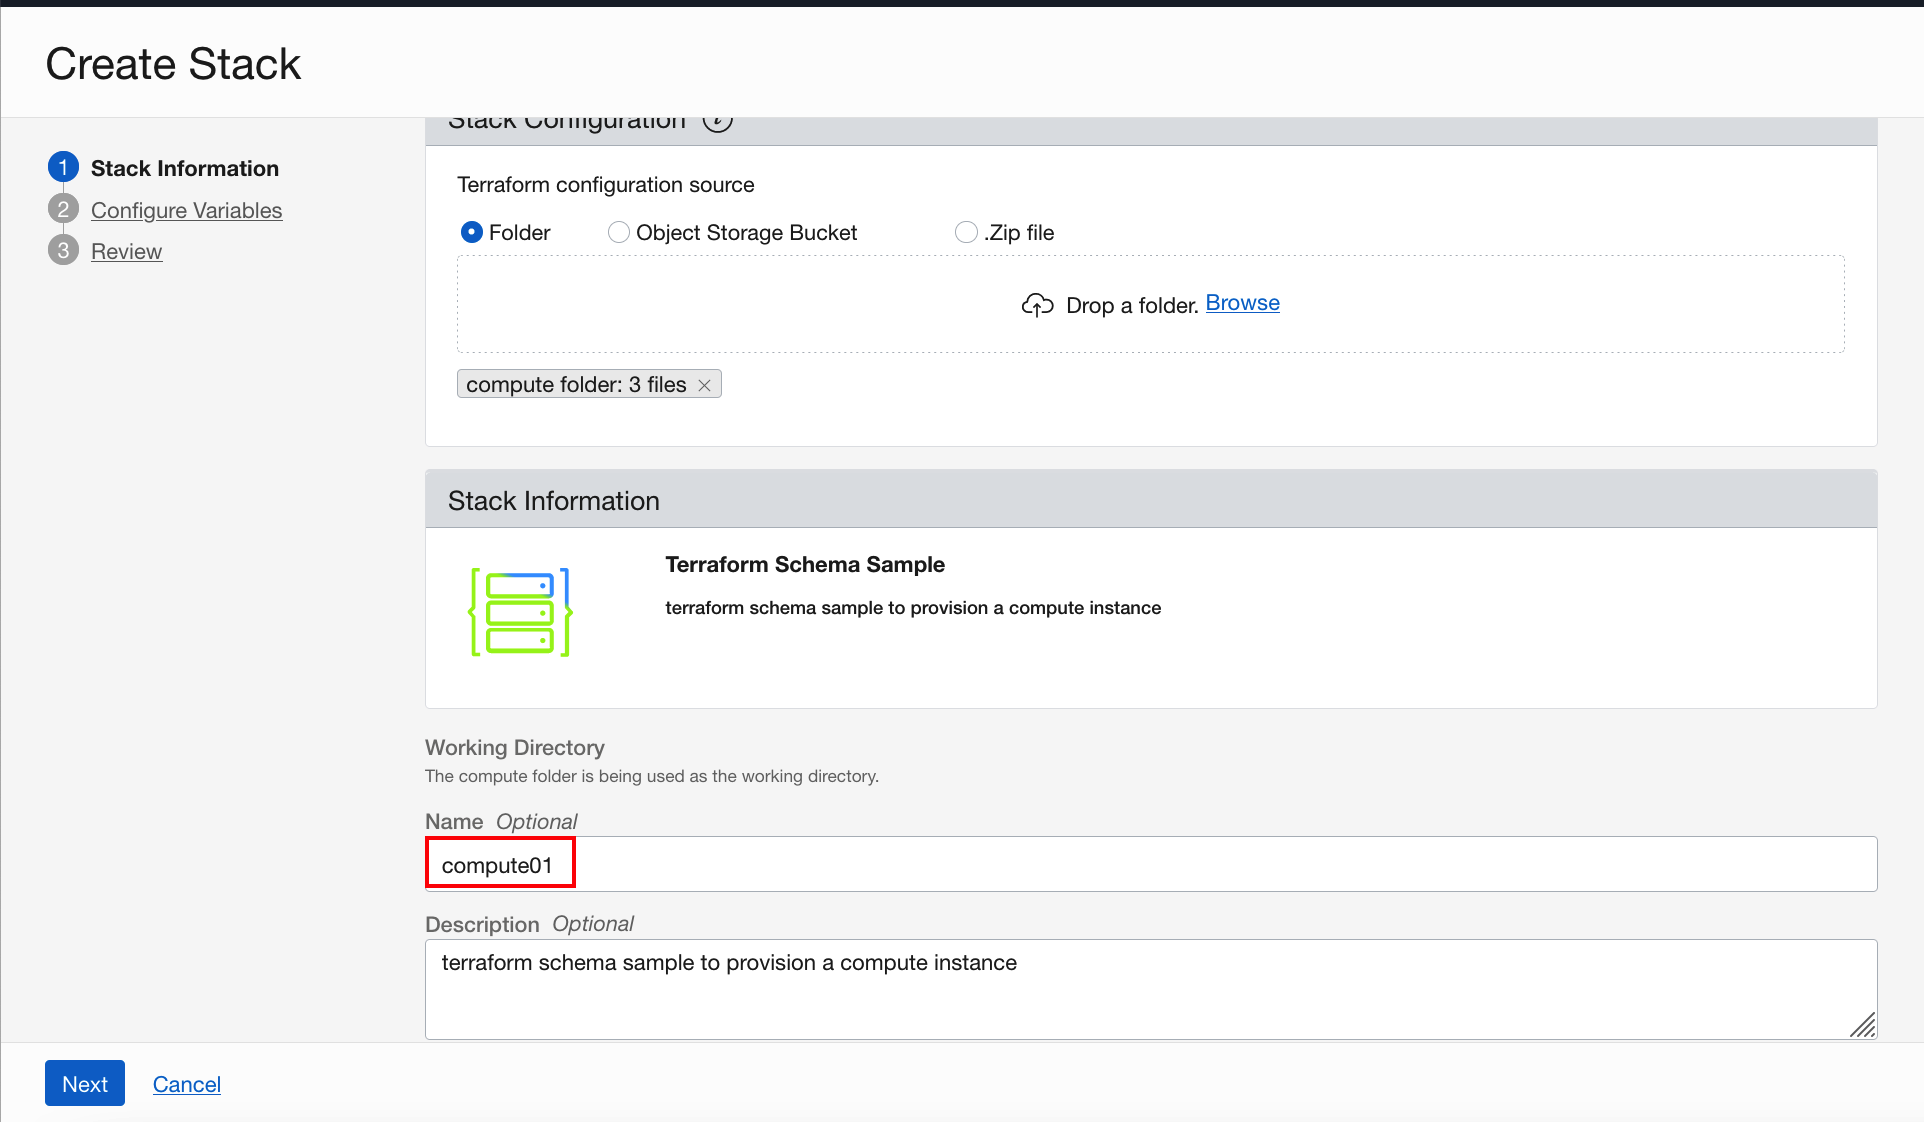 Create Stack
1 Stack Information
2 Configure Variables
3 Review
Stack Configuration i
Terraform configuration source
Folder Object Storage Bucket .Zip file
Drop a folder. Browse
compute folder: 3 files ×
Stack Information
Terraform Schema Sample
terraform schema sample to provision a compute instance
Working Directory
The compute folder is being used as the working directory.
Name Optional
compute01
Description Optional
terraform schema sample to provision a compute instance
Next Cancel